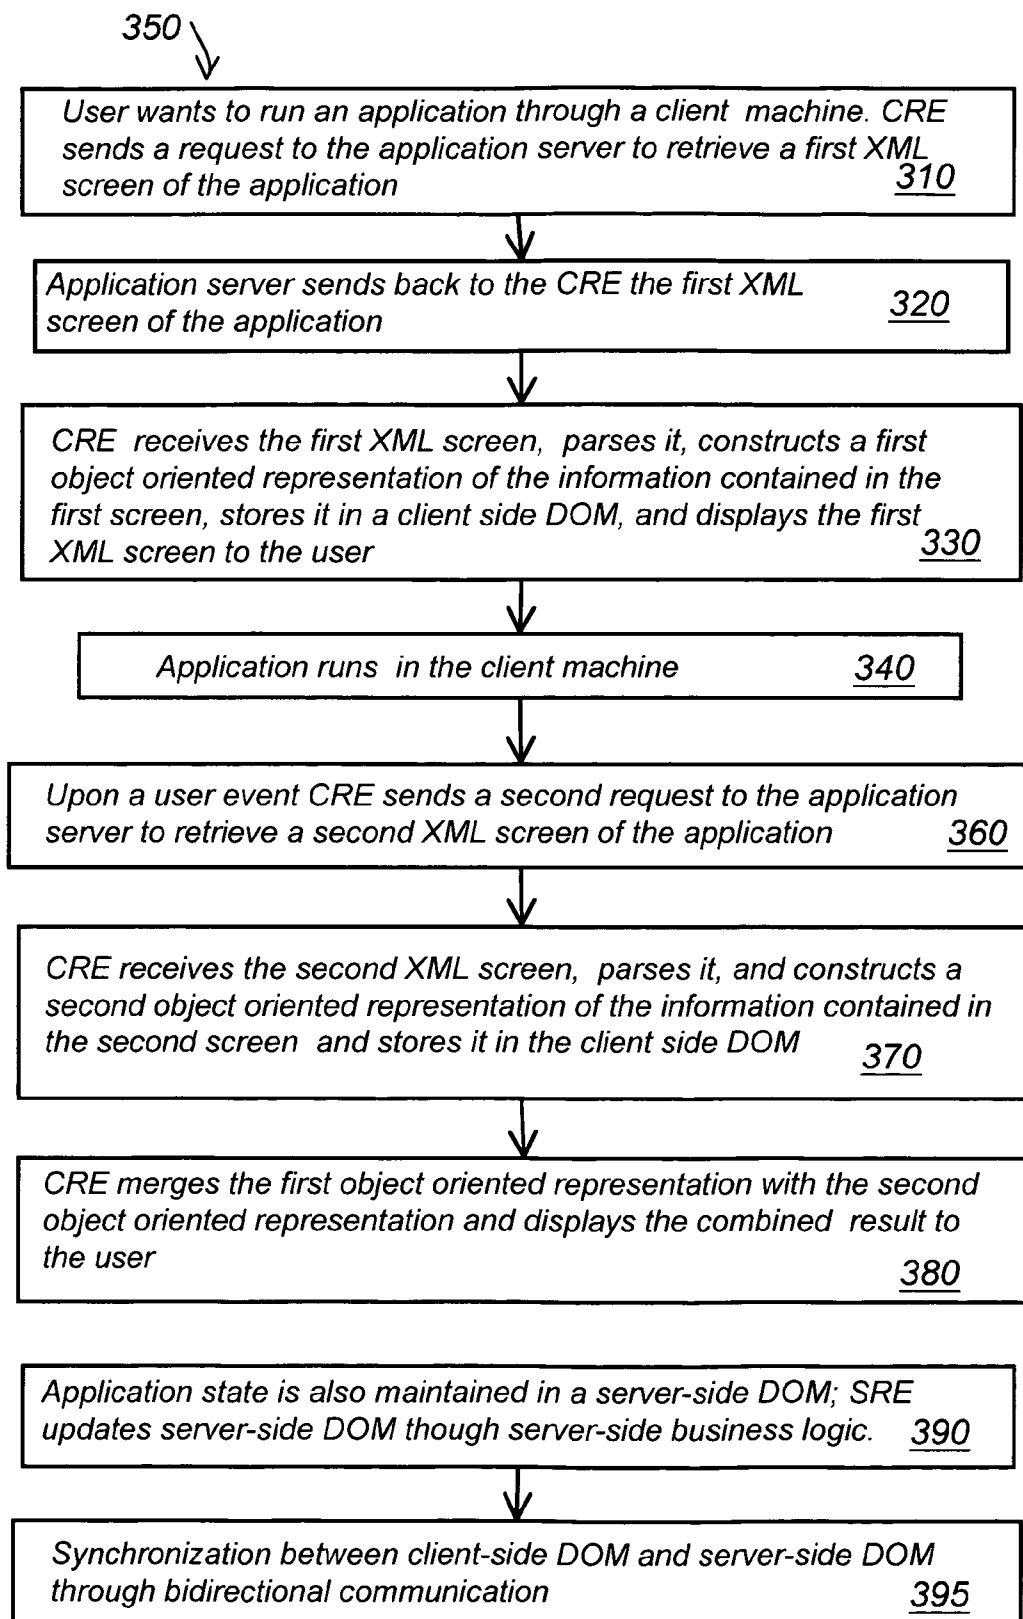 350
User wants to run an application through a client machine. CRE
sends a request to the application server to retrieve a first XML
screen of the application
310
Application server sends back to the CRE the first XML
screen of the application
320
CRE receives the first XML screen, parses it, constructs a first
object oriented representation of the information contained in the
first screen, stores it in a client side DOM, and displays the first
XML screen to the user
330
Application runs in the client machine 340
Upon a user event CRE sends a second request to the application
server to retrieve a second XML screen of the application 360
CRE receives the second XML screen, parses it, and constructs a
second object oriented representation of the information contained in
the second screen and stores it in the client side DOM
370
CRE merges the first object oriented representation with the second
object oriented representation and displays the combined result to
the user
380
Application state is also maintained in a server-side DOM; SRE
updates server-side DOM though server-side business logic. 390
Synchronization between client-side DOM and server-side DOM
through bidirectional communication 395